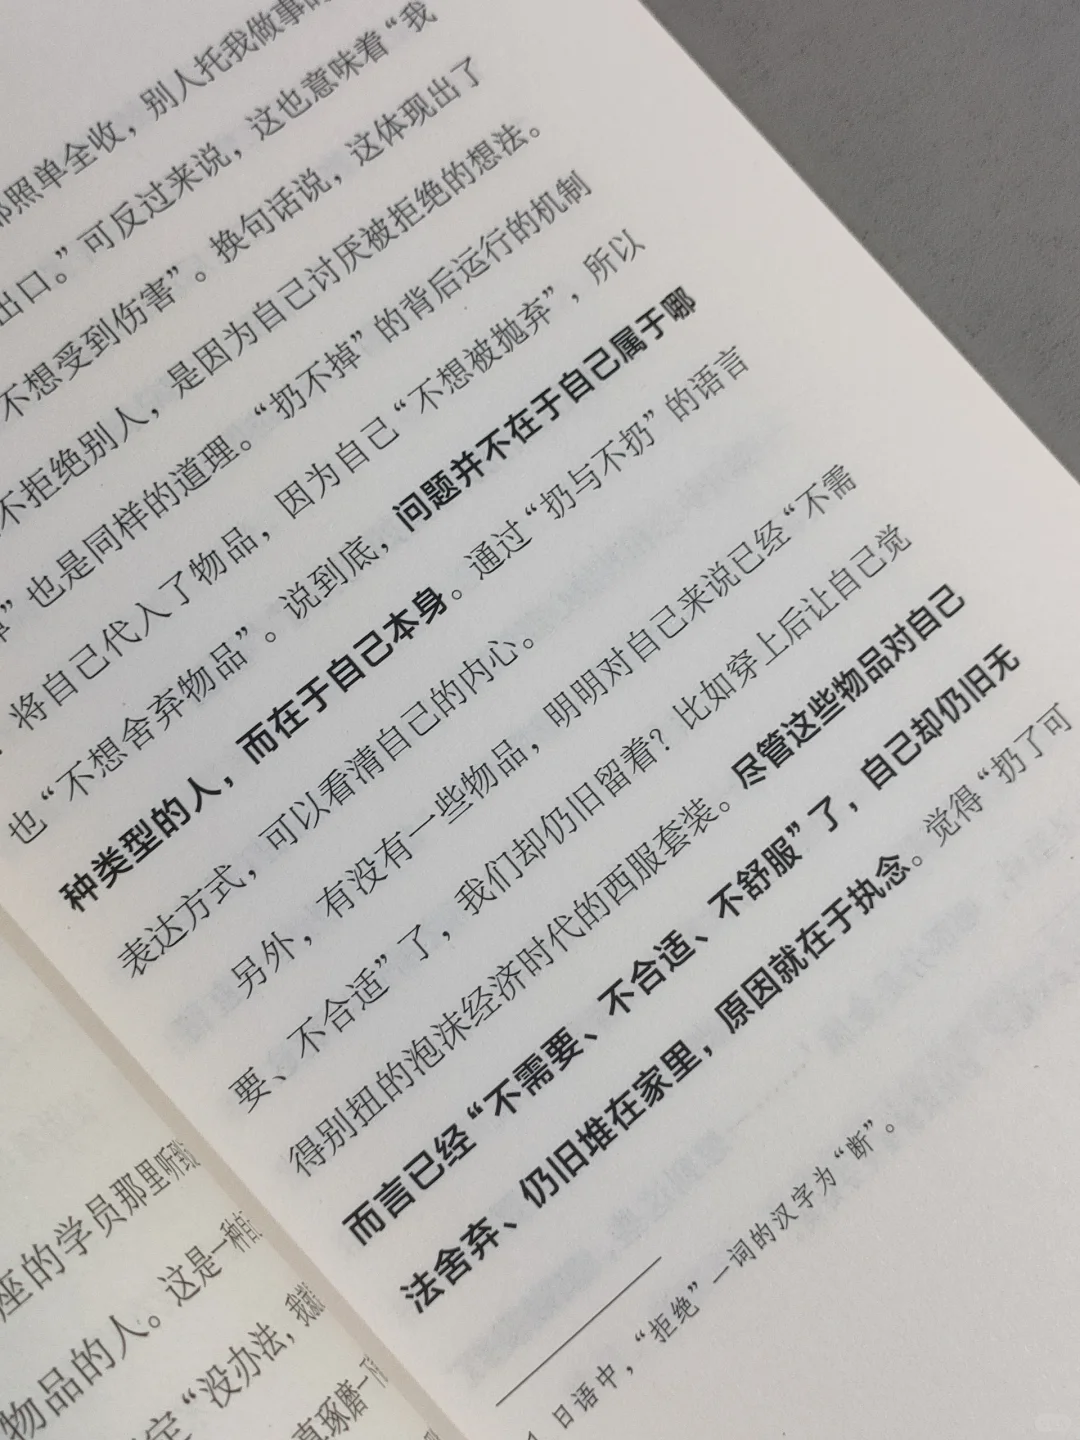 照单全收，别人托我做事
出口。”可反过来说，这也意味着“我
不想受到伤害”。换句话说，这体现出了
不拒绝别人，是因为自己讨厌被拒绝的想法。
”也是同样的道理。“扔不掉”的背后运行的机制
将自己代入了物品，因为自己“不想被抛弃”，所以
也“不想舍弃物品”。说到底，问题并不在于自己属于哪
种类型的人，而在于自己本身。通过“扔与不扔”的语言
表达方式，可以看清自己的内心。
另外，有没有一些物品，明明对自己来说已经“不需
要、不合适”了，我们却仍旧留着？比如穿上后让自己觉
得别扭的泡沫经济时代的西服套装。尽管这些物品对自己
而言已经“不需要、不合适、不舒服”了，自己却仍旧无
法舍弃、仍旧堆在家里，原因就在于执念。觉得“扔了可
日语中，“拒绝”一词的汉字为“断”。
座的学员那里听到
物品的人。这是一种自
定“没办法，我就
直琢磨一下